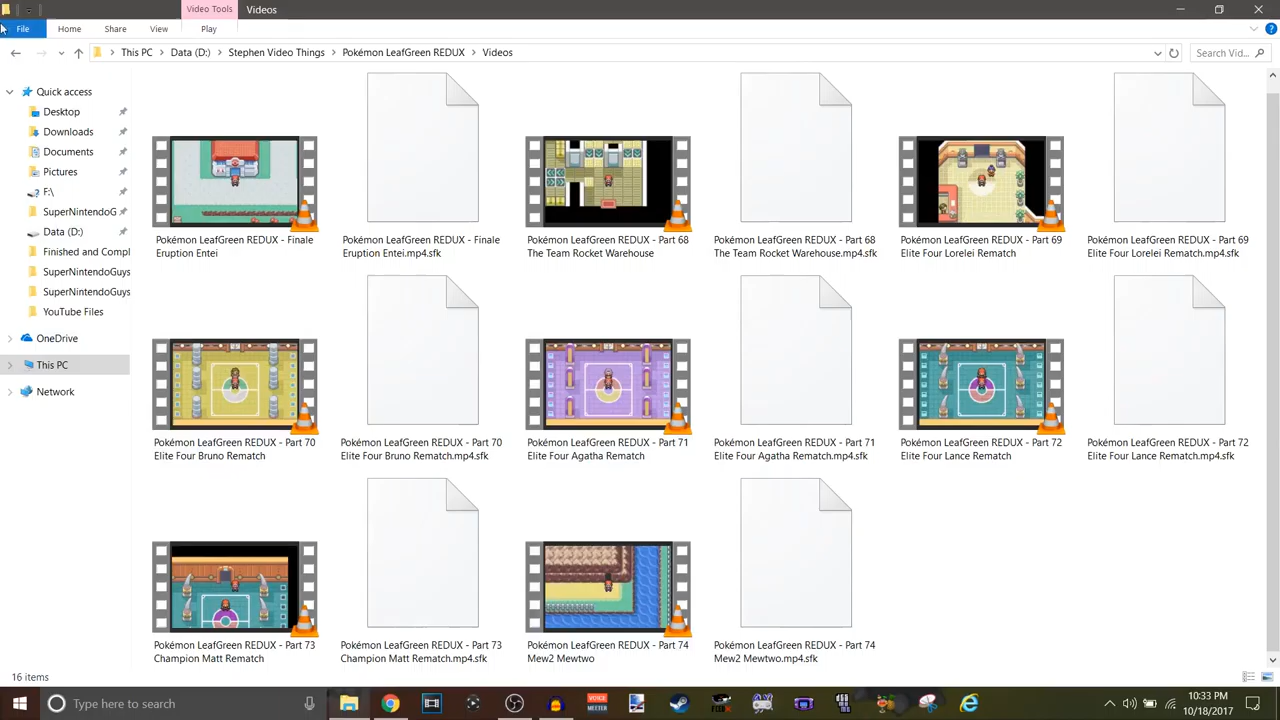 Video Tools
Videos
File
Home
Share
View
Play
This PC
Data (D:)
Stephen Video Things
Pokémon LeafGreen REDUX
Videos
Search Vid...
Quick access
Desktop
Downloads
Documents
Pictures
F:\
SuperNintendoG
Data (D:)
Finished and Compl
SuperNintendoGuys
SuperNintendoGuys
YouTube Files
OneDrive
This PC
Network
Pokémon LeafGreen REDUX - Finale
Eruption Entei
Pokémon LeafGreen REDUX - Finale
Eruption Entei.mp4.sfk
Pokémon LeafGreen REDUX - Part 68
The Team Rocket Warehouse
Pokémon LeafGreen REDUX - Part 68
The Team Rocket Warehouse.mp4.sfk
Pokémon LeafGreen REDUX - Part 69
Elite Four Lorelei Rematch
Pokémon LeafGreen REDUX - Part 69
Elite Four Lorelei Rematch.mp4.sfk
Pokémon LeafGreen REDUX - Part 70
Elite Four Bruno Rematch
Pokémon LeafGreen REDUX - Part 70
Elite Four Bruno Rematch.mp4.sfk
Pokémon LeafGreen REDUX - Part 71
Elite Four Agatha Rematch
Pokémon LeafGreen REDUX - Part 71
Elite Four Agatha Rematch.mp4.sfk
Pokémon LeafGreen REDUX - Part 72
Elite Four Lance Rematch
Pokémon LeafGreen REDUX - Part 72
Elite Four Lance Rematch.mp4.sfk
Pokémon LeafGreen REDUX - Part 73
Champion Matt Rematch
Pokémon LeafGreen REDUX - Part 73
Champion Matt Rematch.mp4.sfk
Pokémon LeafGreen REDUX - Part 74
Mew2 Mewtwo
Pokémon LeafGreen REDUX - Part 74
Mew2 Mewtwo.mp4.sfk
16 items
Type here to search
VOICE
MEETER
10:33 PM
10/18/2017